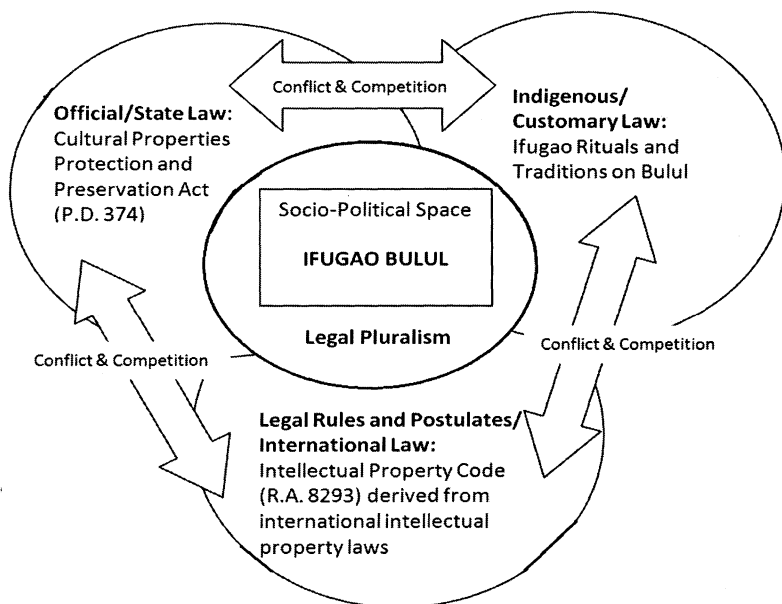 Conflict & Competition
Official/State Law:
Cultural Properties
Protection and
Preservation Act
(P.D. 374)
Indigenous/
Customary Law:
Ifugao Rituals and
Traditions on Bulul
Socio-Political Space
IFUGAO BULUL
Legal Pluralism
Conflict & Competition
Conflict & Competition
Legal Rules and Postulates/
International Law:
Intellectual Property Code
(R.A. 8293) derived from
international intellectual
property laws